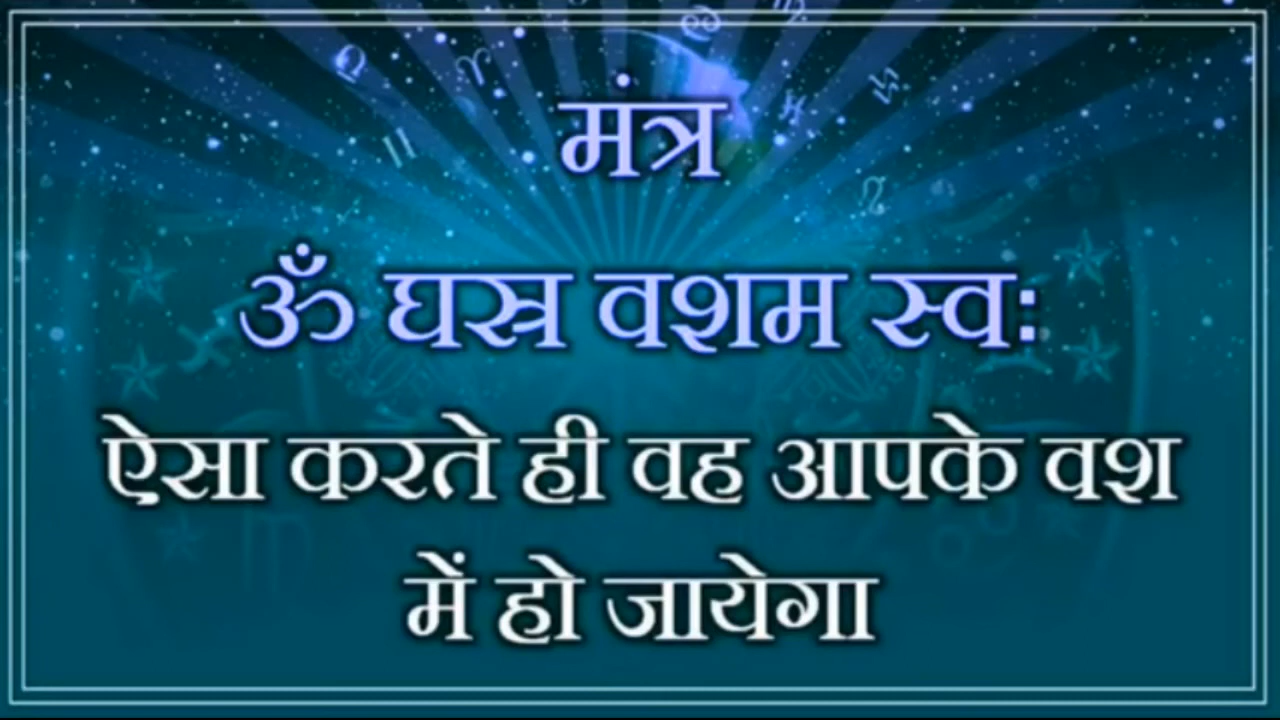 मंत्र
ॐ घस्त्र वशम स्वः
ऐसा करते ही वह आपके वश
में हो जायेगा